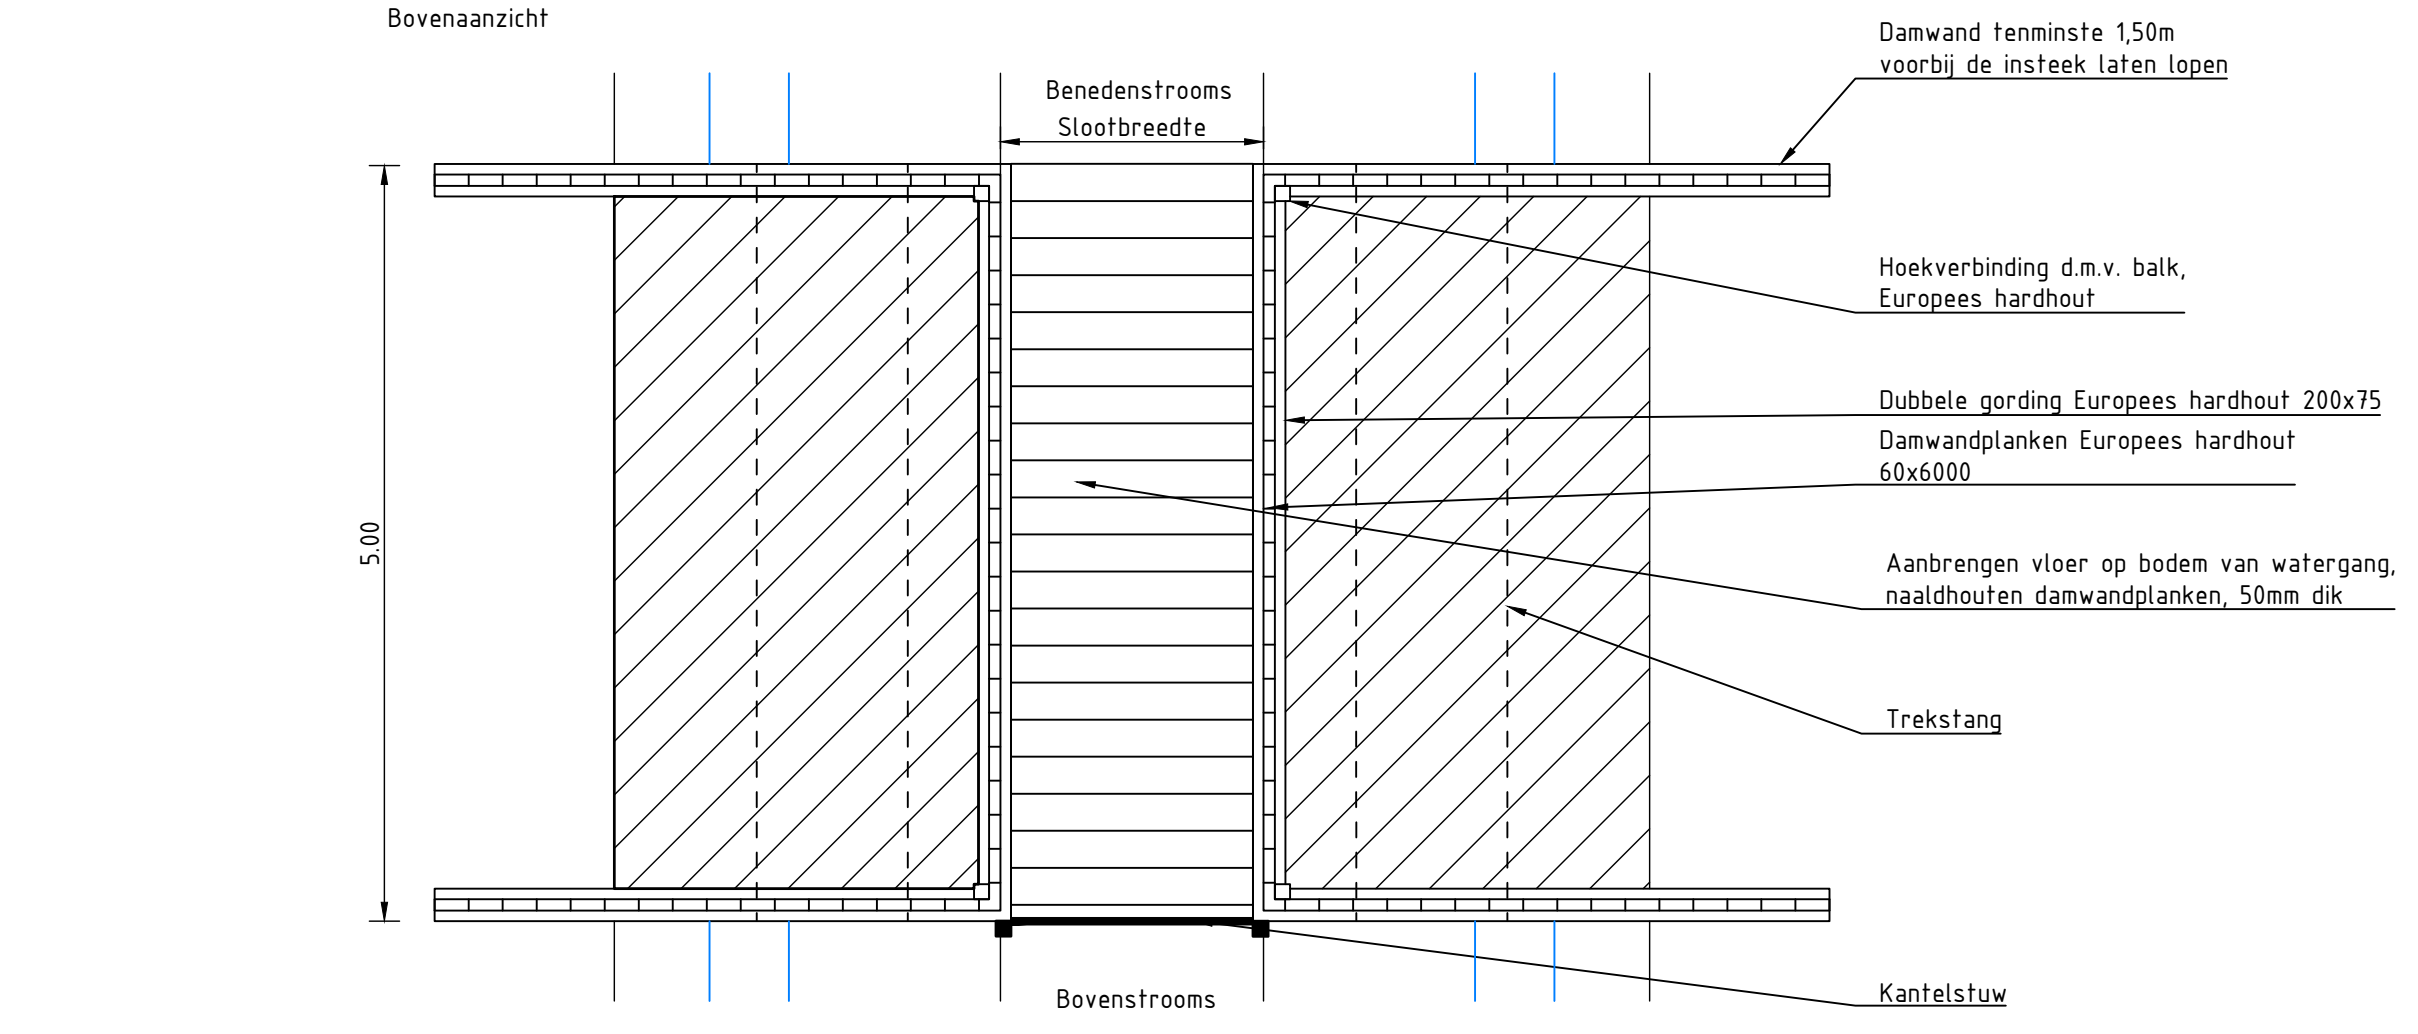 Bovenaanzicht
Damwand tenminste 1,50m
voorbij de insteek laten lopen
Benedenstrooms
Slootbreedte
Hoekverbinding d.m.v. balk,
Europees hardhout
Dubbele gording Europees hardhout 200x75
Damwandplanken Europees hardhout
60x6000
5.00
Aanbrengen vloer op bodem van watergang,
naaldhouten damwandplanken, 50mm dik
Trekstang
Kantelstuw
Bovenstrooms